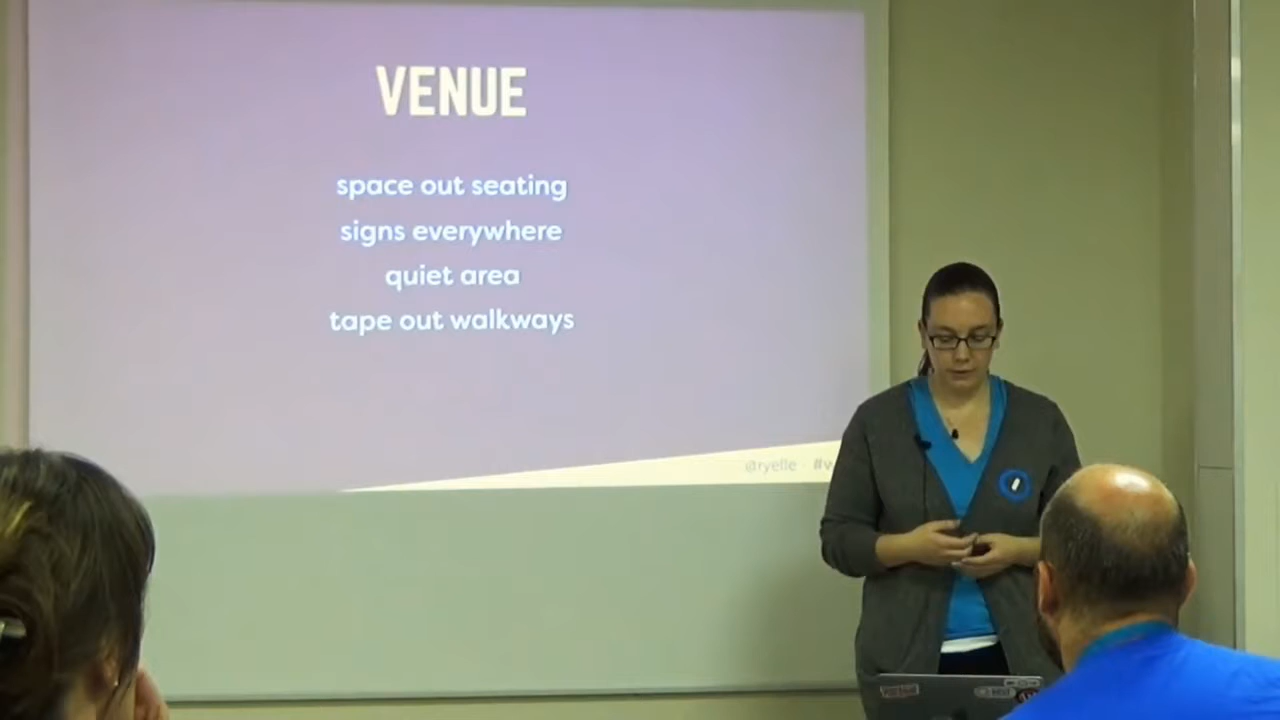 VENUE
space out seating
signs everywhere
quiet area
tape out walkways
@ryelle